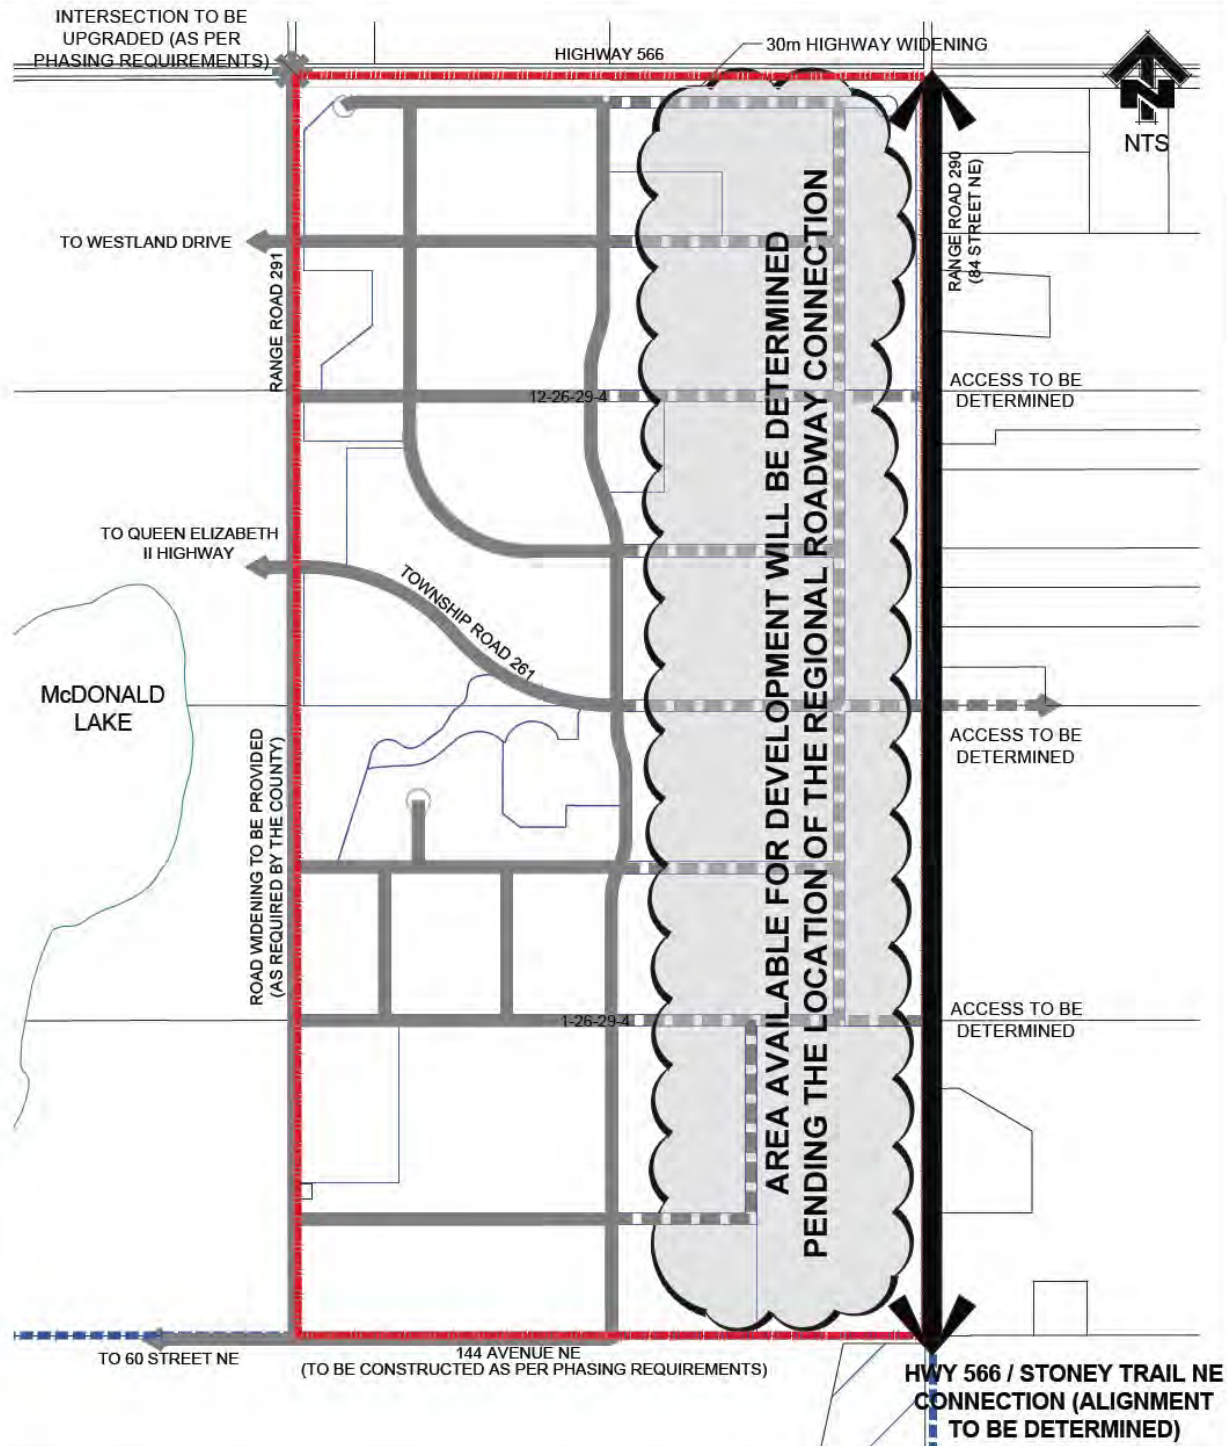 INTERSECTION TO BE
UPGRADED (AS PER
PHASING REQUIREMENTS)
HIGHWAY 566
30m HIGHWAY WIDENING
N
NTS
TO WESTLAND DRIVE
RANGE ROAD 291
RANGE ROAD 290
(84 STREET NE)
12-26-29-4
ACCESS TO BE
DETERMINED
TO QUEEN ELIZABETH
II HIGHWAY
TOWNSHIP ROAD 261
AREA AVAILABLE FOR DEVELOPMENT WILL BE DETERMINED
PENDING THE LOCATION OF THE REGIONAL ROADWAY CONNECTION
McDONALD
LAKE
ACCESS TO BE
DETERMINED
ROAD WIDENING TO BE PROVIDED
(AS REQUIRED BY THE COUNTY)
1-26-29-4
ACCESS TO BE
DETERMINED
TO 60 STREET NE
144 AVENUE NE
(TO BE CONSTRUCTED AS PER PHASING REQUIREMENTS)
HWY 566 / STONEY TRAIL NE
CONNECTION (ALIGNMENT
TO BE DETERMINED)